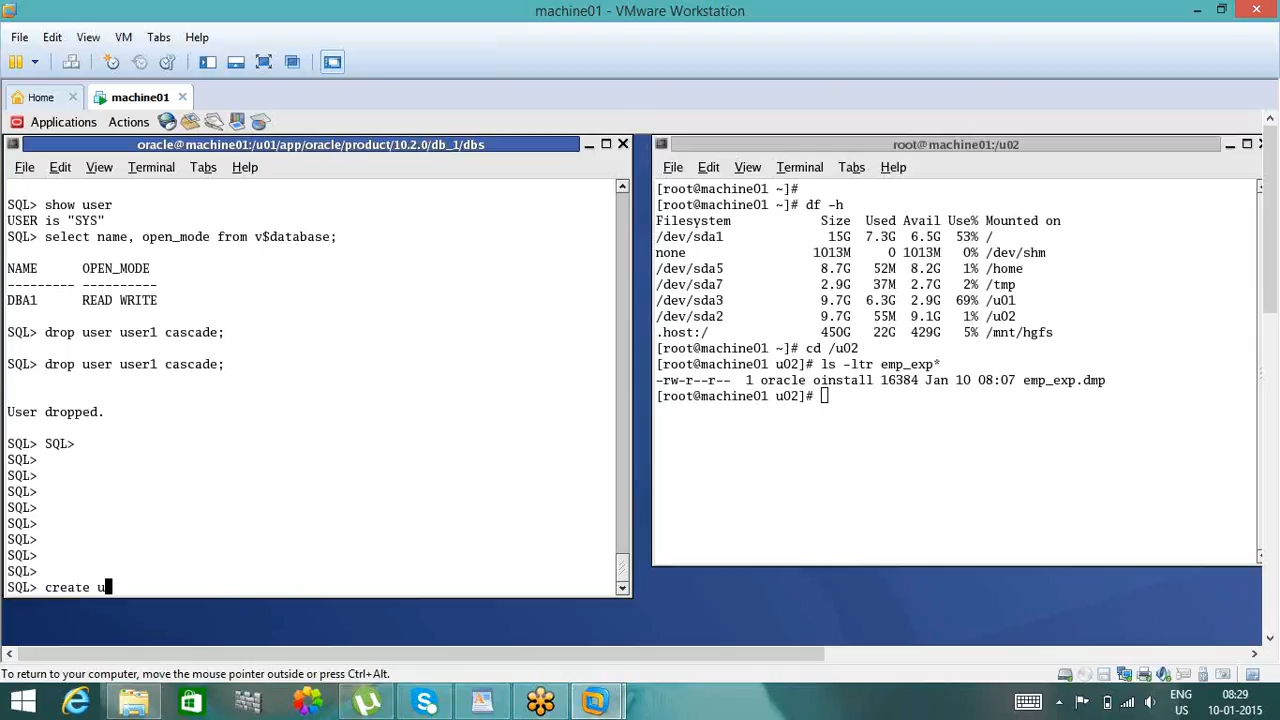 machine01 - VMware Workstation
File Edit View VM Tabs Help
Home machine01
Applications Actions
oracle@machine01:/u01/app/oracle/product/10.2.0/db_1/dbs
File Edit View Terminal Tabs Help
SQL> show user
USER is "SYS"
SQL> select name, open_mode from v$database;
NAME OPEN_MODE
--------- ----------
DBA1 READ WRITE
SQL> drop user user1 cascade;
SQL> drop user user1 cascade;
User dropped.
SQL> SQL>
SQL>
SQL>
SQL>
SQL>
SQL>
SQL>
SQL>
SQL>
SQL> create u
root@machine01:/u02
File Edit View Terminal Tabs Help
[root@machine01 ~]#
[root@machine01 ~]# df -h
Filesystem Size Used Avail Use% Mounted on
/dev/sda1 15G 7.3G 6.5G 53% /
none 1013M 0 1013M 0% /dev/shm
/dev/sda5 8.7G 52M 8.2G 1% /home
/dev/sda7 2.9G 37M 2.7G 2% /tmp
/dev/sda3 9.7G 6.3G 2.9G 69% /u01
/dev/sda2 9.7G 55M 9.1G 1% /u02
.host:/ 450G 22G 429G 5% /mnt/hgfs
[root@machine01 ~]# cd /u02
[root@machine01 u02]# ls -ltr emp_exp*
-rw-r--r-- 1 oracle oinstall 16384 Jan 10 08:07 emp_exp.dmp
[root@machine01 u02]#
To return to your computer, move the mouse pointer outside or press Ctrl+Alt.
ENG 08:29
US 10-01-2015